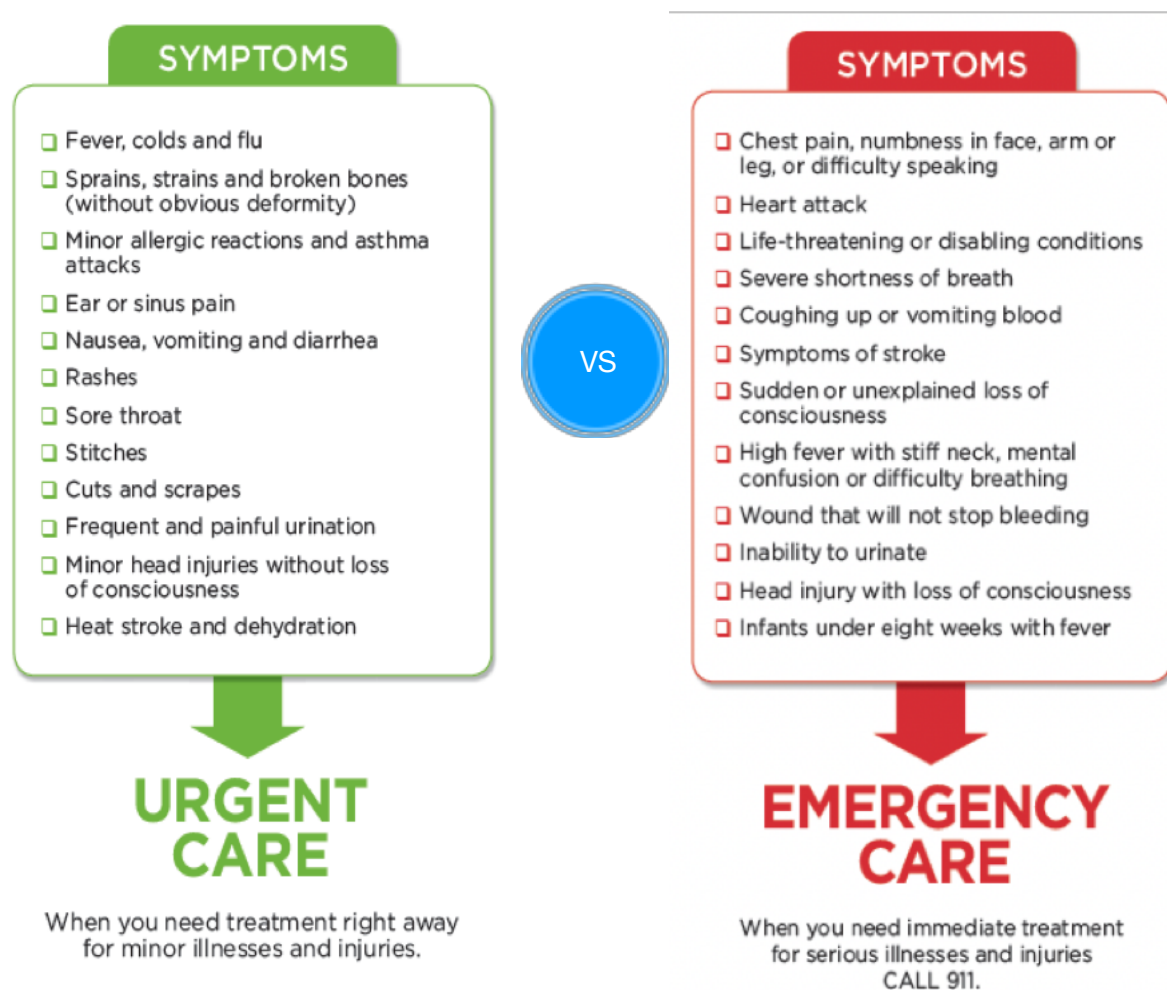 SYMPTOMS
Fever, colds and flu
Sprains, strains and broken bones
(without obvious deformity)
Minor allergic reactions and asthma
attacks
Ear or sinus pain
Nausea, vomiting and diarrhea
Rashes
Sore throat
Stitches
Cuts and scrapes
Frequent and painful urination
Minor head injuries without loss
of consciousness
Heat stroke and dehydration
URGENT
CARE
When you need treatment right away
for minor illnesses and injuries.
VS
SYMPTOMS
Chest pain, numbness in face, arm or
leg, or difficulty speaking
Heart attack
Life-threatening or disabling conditions
Severe shortness of breath
Coughing up or vomiting blood
Symptoms of stroke
Sudden or unexplained loss of
consciousness
High fever with stiff neck, mental
confusion or difficulty breathing
Wound that will not stop bleeding
Inability to urinate
Head injury with loss of consciousness
Infants under eight weeks with fever
EMERGENCY
CARE
When you need immediate treatment
for serious illnesses and injuries
CALL 911.